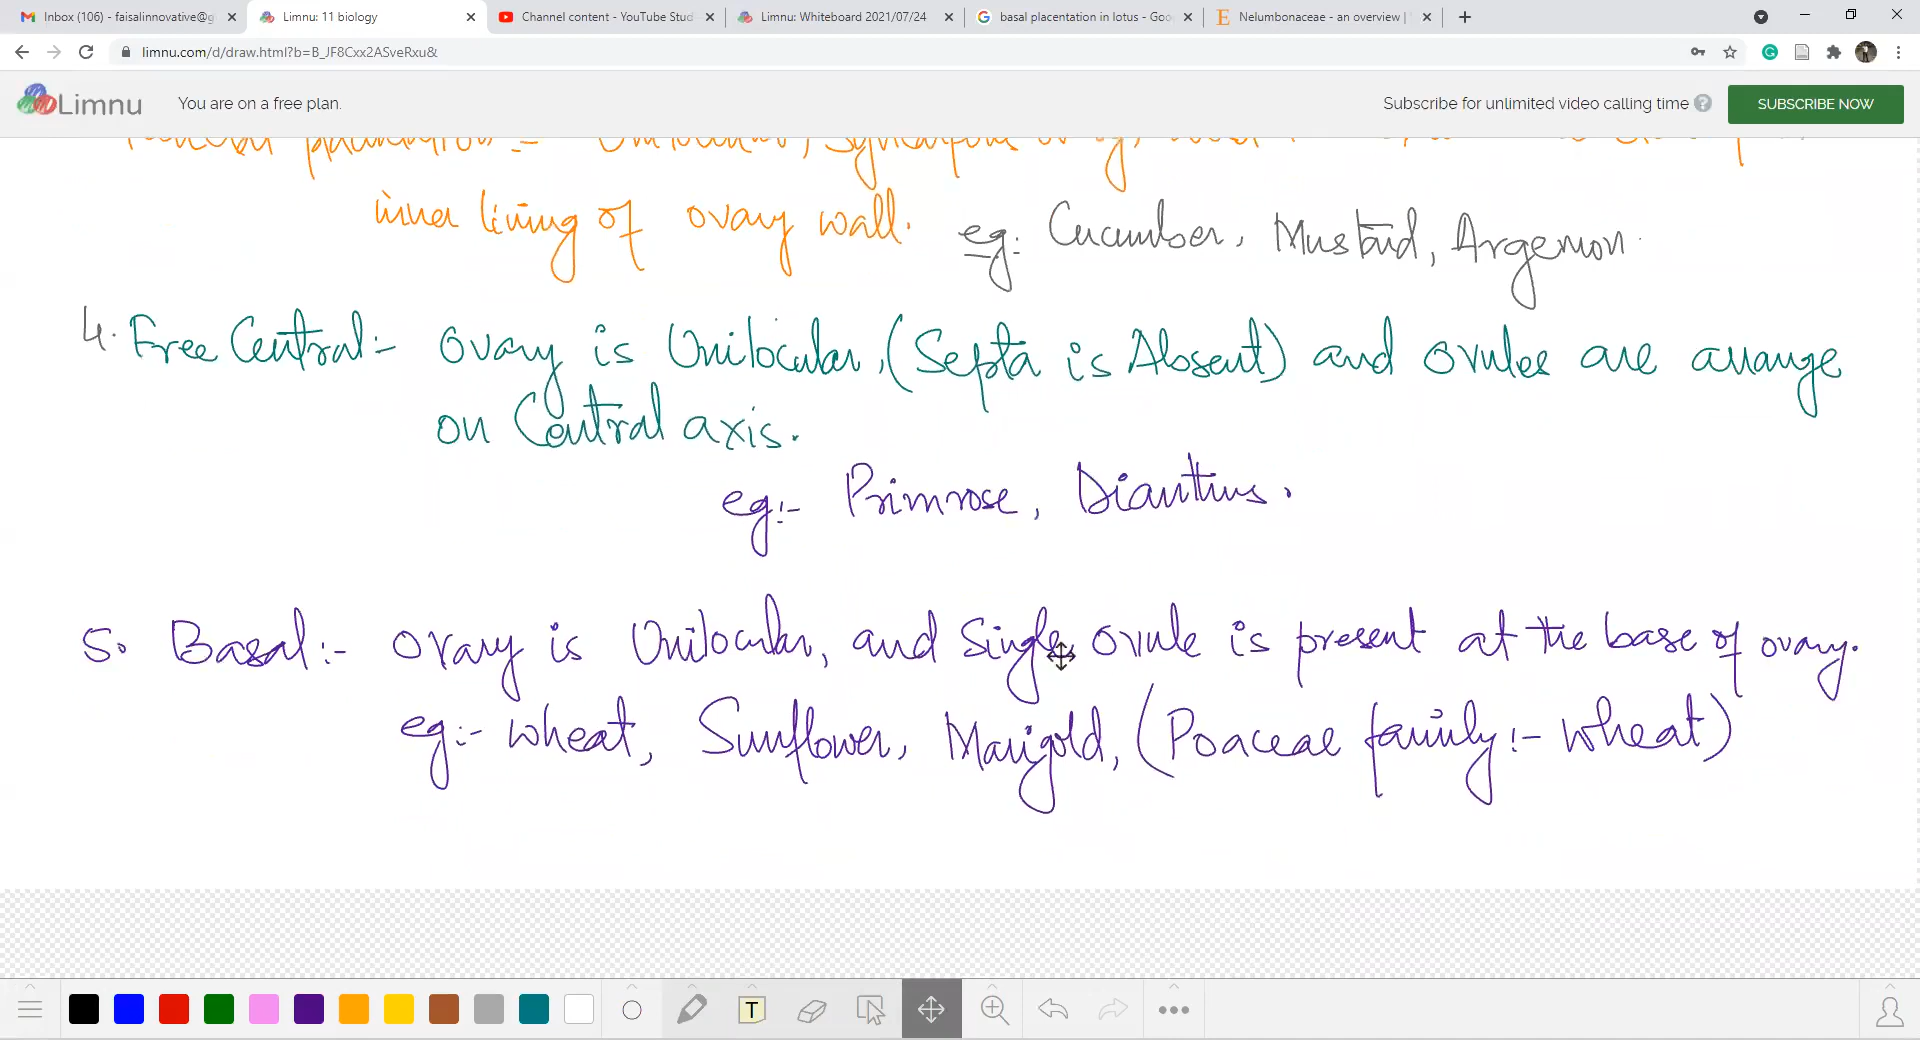 Inbox (106) - faisalinnovative@g
Limnu: 11 biology
Channel content - YouTube Stud
Limnu: Whiteboard 2021/07/24
basal placentation in lotus - Goo
Nelumbonaceae - an overview |
limnu.com/d/draw.html?b=B_JF8Cxx2ASveRxu&
Limnu
You are on a free plan.
Subscribe for unlimited video calling time
SUBSCRIBE NOW
inner lining of ovary wall. eg:- Cucumber, Mustard, Argemon.
4. Free Central:- Ovary is Unilocular, (Septa is Absent) and ovules are arrange
on Central axis.
eg:- Primrose, Dianthus.
5. Basal:- ovary is Unilocular, and Single ovule is present at the base of ovary.
eg:- wheat, Sunflower, Marigold, (Poaceae family:- wheat)
T